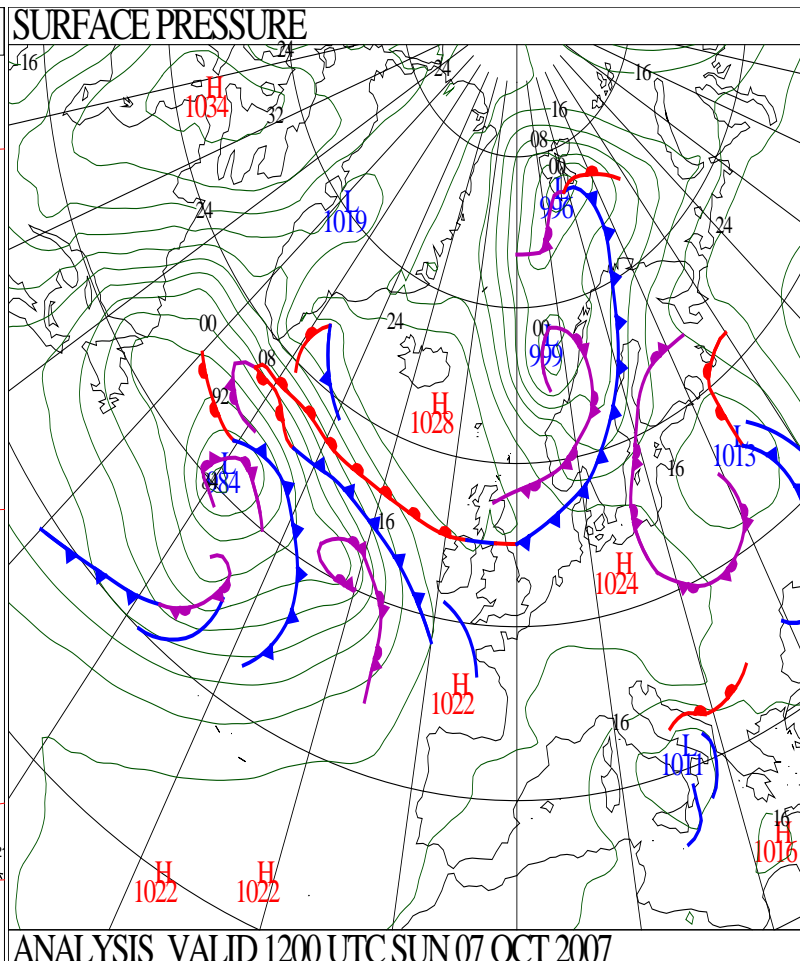 SURFACE PRESSURE
24
16
24
16
H
1034
32
16
08
00
L
996
L
1019
24
24
00
24
00
L
999
08
92
H
1028
L
1013
L
984
16
16
H
1024
H
1022
16
L
1011
16
H
1016
H
1022
H
1022
ANALYSIS VALID 1200 UTC SUN 07 OCT 2007